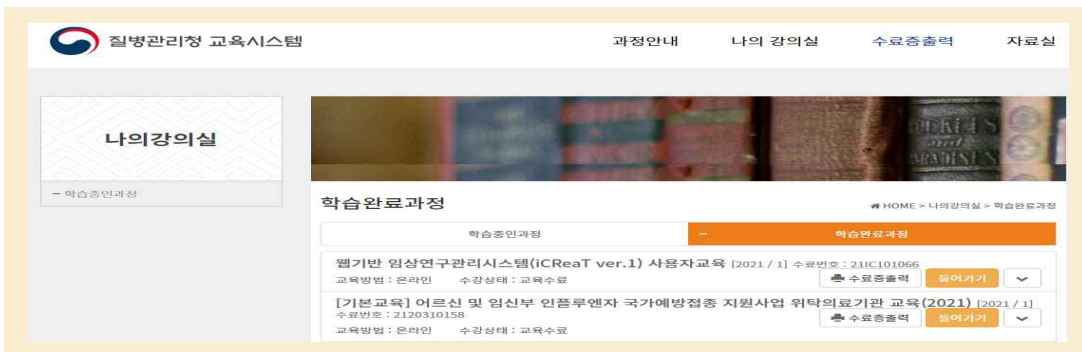 질병관리청 교육시스템
과정안내 나의 강의실 수료증출력 자료실
나의강의실
- 학습중인과정
학습완료과정
HOME > 나의강의실 > 학습완료과정
학습중인과정
- 학습완료과정
웹기반 임상연구관리시스템(iCReaT ver.1) 사용자교육 [2021 / 1] 수료번호 : 21IC101066
교육방법 : 온라인 수강상태 : 교육수료
수료증출력 들어가기
[기본교육] 어르신 및 임신부 인플루엔자 국가예방접종 지원사업 위탁의료기관 교육(2021) [2021 / 1]
수료번호 : 2120310158
교육방법 : 온라인 수강상태 : 교육수료
수료증출력 들어가기